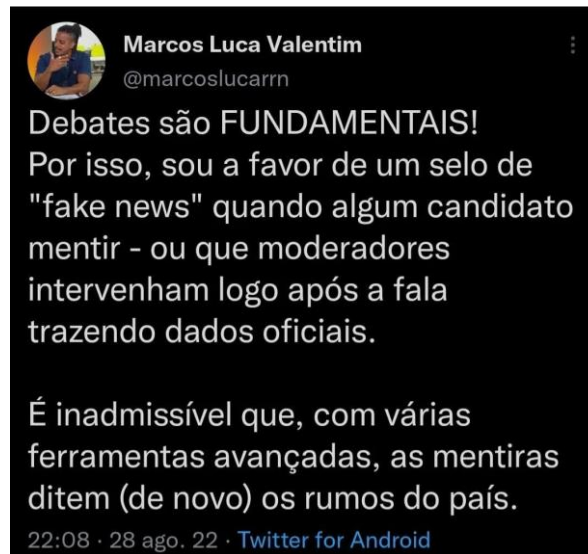 Marcos Luca Valentim
@marcoslucarrn
Debates são FUNDAMENTAIS!
Por isso, sou a favor de um selo de
"fake news" quando algum candidato
mentir - ou que moderadores
intervenham logo após a fala
trazendo dados oficiais.
É inadmissível que, com várias
ferramentas avançadas, as mentiras
ditem (de novo) os rumos do país.
22:08 · 28 ago. 22 · Twitter for Android